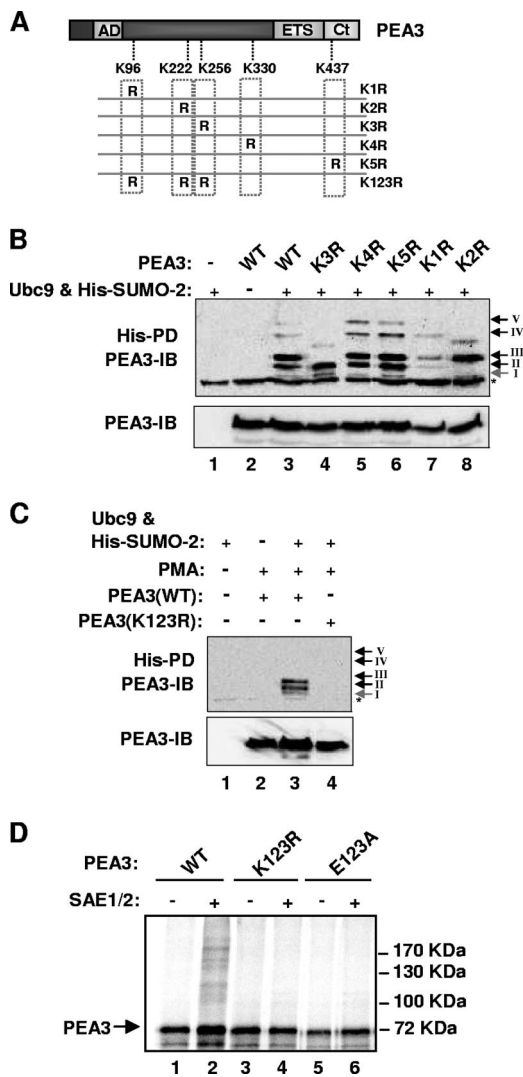 A
AD ETS Ct PEA3
K96 K222 K256 K330 K437
R K1R
R K2R
R K3R
R K4R
R K5R
R R R K123R
B
PEA3: - WT WT K3R K4R K5R K1R K2R
Ubc9 & His-SUMO-2: + - + + + + + +
V
His-PD IV
PEA3-IB III
II
I
*
PEA3-IB
1 2 3 4 5 6 7 8
C
Ubc9 &
His-SUMO-2: + - + +
PMA: - + + +
PEA3(WT): - + + -
PEA3(K123R): - - - +
V
His-PD IV
PEA3-IB III
II
I
*
PEA3-IB
1 2 3 4
D
PEA3: WT K123R E123A
SAE1/2: - + - + - +
170 KDa
130 KDa
100 KDa
PEA3 72 KDa
1 2 3 4 5 6